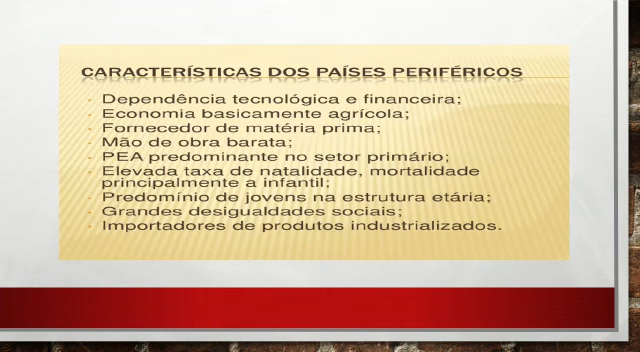 CARACTERÍSTICAS DOS PAÍSES PERIFÉRICOS
· Dependência tecnológica e financeira;
· Economia basicamente agrícola;
· Fornecedor de matéria prima;
· Mão de obra barata;
· PEA predominante no setor primário;
· Elevada taxa de natalidade, mortalidade
principalmente a infantil;
· Predomínio de jovens na estrutura etária;
· Grandes desigualdades sociais;
· Importadores de produtos industrializados.